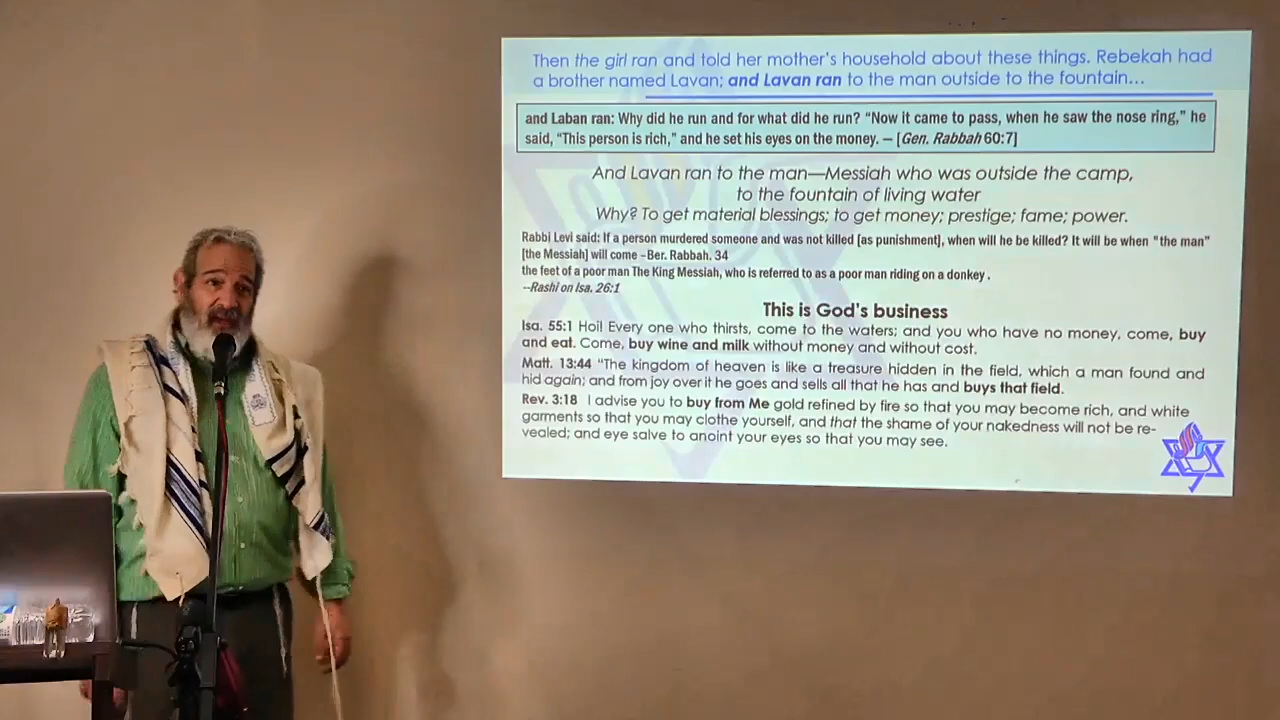 Then the girl ran and told her mother's household about these things. Rebekah had
a brother named Lavan; and Lavan ran to the man outside to the fountain...
and Laban ran: Why did he run and for what did he run? “Now it came to pass, when he saw the nose ring,” he
said, “This person is rich,” and he set his eyes on the money. – [Gen. Rabbah 60:7]
And Lavan ran to the man—Messiah who was outside the camp,
to the fountain of living water
Why? To get material blessings; to get money; prestige; fame; power.
Rabbi Levi said: If a person murdered someone and was not killed [as punishment], when will he be killed? It will be when "the man"
[the Messiah] will come –Ber. Rabbah. 34
the feet of a poor man The King Messiah, who is referred to as a poor man riding on a donkey .
--Rashi on Isa. 26:1
This is God's business
Isa. 55:1 Hoi! Every one who thirsts, come to the waters; and you who have no money, come, buy
and eat. Come, buy wine and milk without money and without cost.
Matt. 13:44 “The kingdom of heaven is like a treasure hidden in the field, which a man found and
hid again; and from joy over it he goes and sells all that he has and buys that field.
Rev. 3:18 I advise you to buy from Me gold refined by fire so that you may become rich, and white
garments so that you may clothe yourself, and that the shame of your nakedness will not be re-
vealed; and eye salve to anoint your eyes so that you may see.